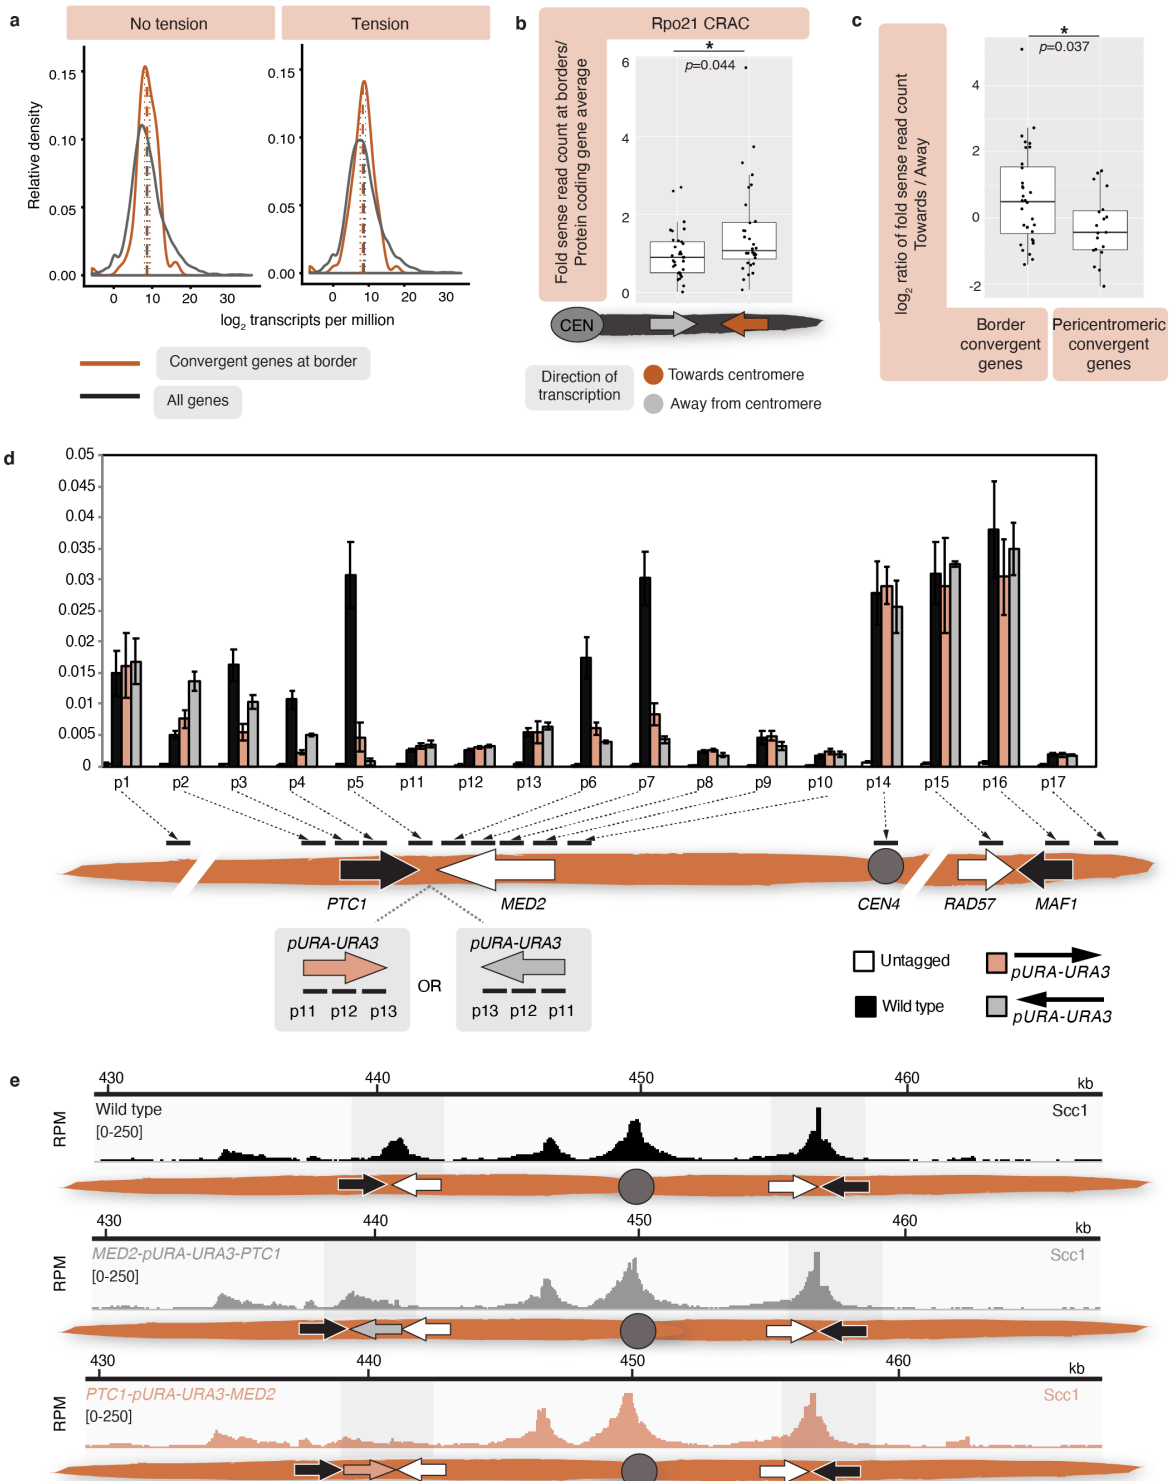 a
No tension
Tension
Relative density
0.15
0.10
0.05
0.00
0.15
0.10
0.05
0.00
0
10
20
30
0
10
20
30
log2 transcripts per million
Convergent genes at border
All genes
b
Rpo21 CRAC
Fold sense read count at borders/
Protein coding gene average
*
p=0.044
6
4
2
0
CEN
Direction of
transcription
Towards centromere
Away from centromere
c
log2 ratio of fold sense read count
Towards / Away
*
p=0.037
4
2
0
-2
Border
convergent
genes
Pericentromeric
convergent
genes
d
0.05
0.045
0.04
0.035
0.03
0.025
0.02
0.015
0.01
0.005
0
p1
p2
p3
p4
p5
p11
p12
p13
p6
p7
p8
p9
p10
p14
p15
p16
p17
PTC1
MED2
CEN4
RAD57
MAF1
pURA-URA3
p11 p12 p13
OR
pURA-URA3
p13 p12 p11
Untagged
Wild type
pURA-URA3
pURA-URA3
e
430
440
450
460
kb
RPM
Wild type
[0-250]
Scc1
430
440
450
460
kb
RPM
MED2-pURA-URA3-PTC1
[0-250]
Scc1
430
440
450
460
kb
RPM
PTC1-pURA-URA3-MED2
[0-250]
Scc1